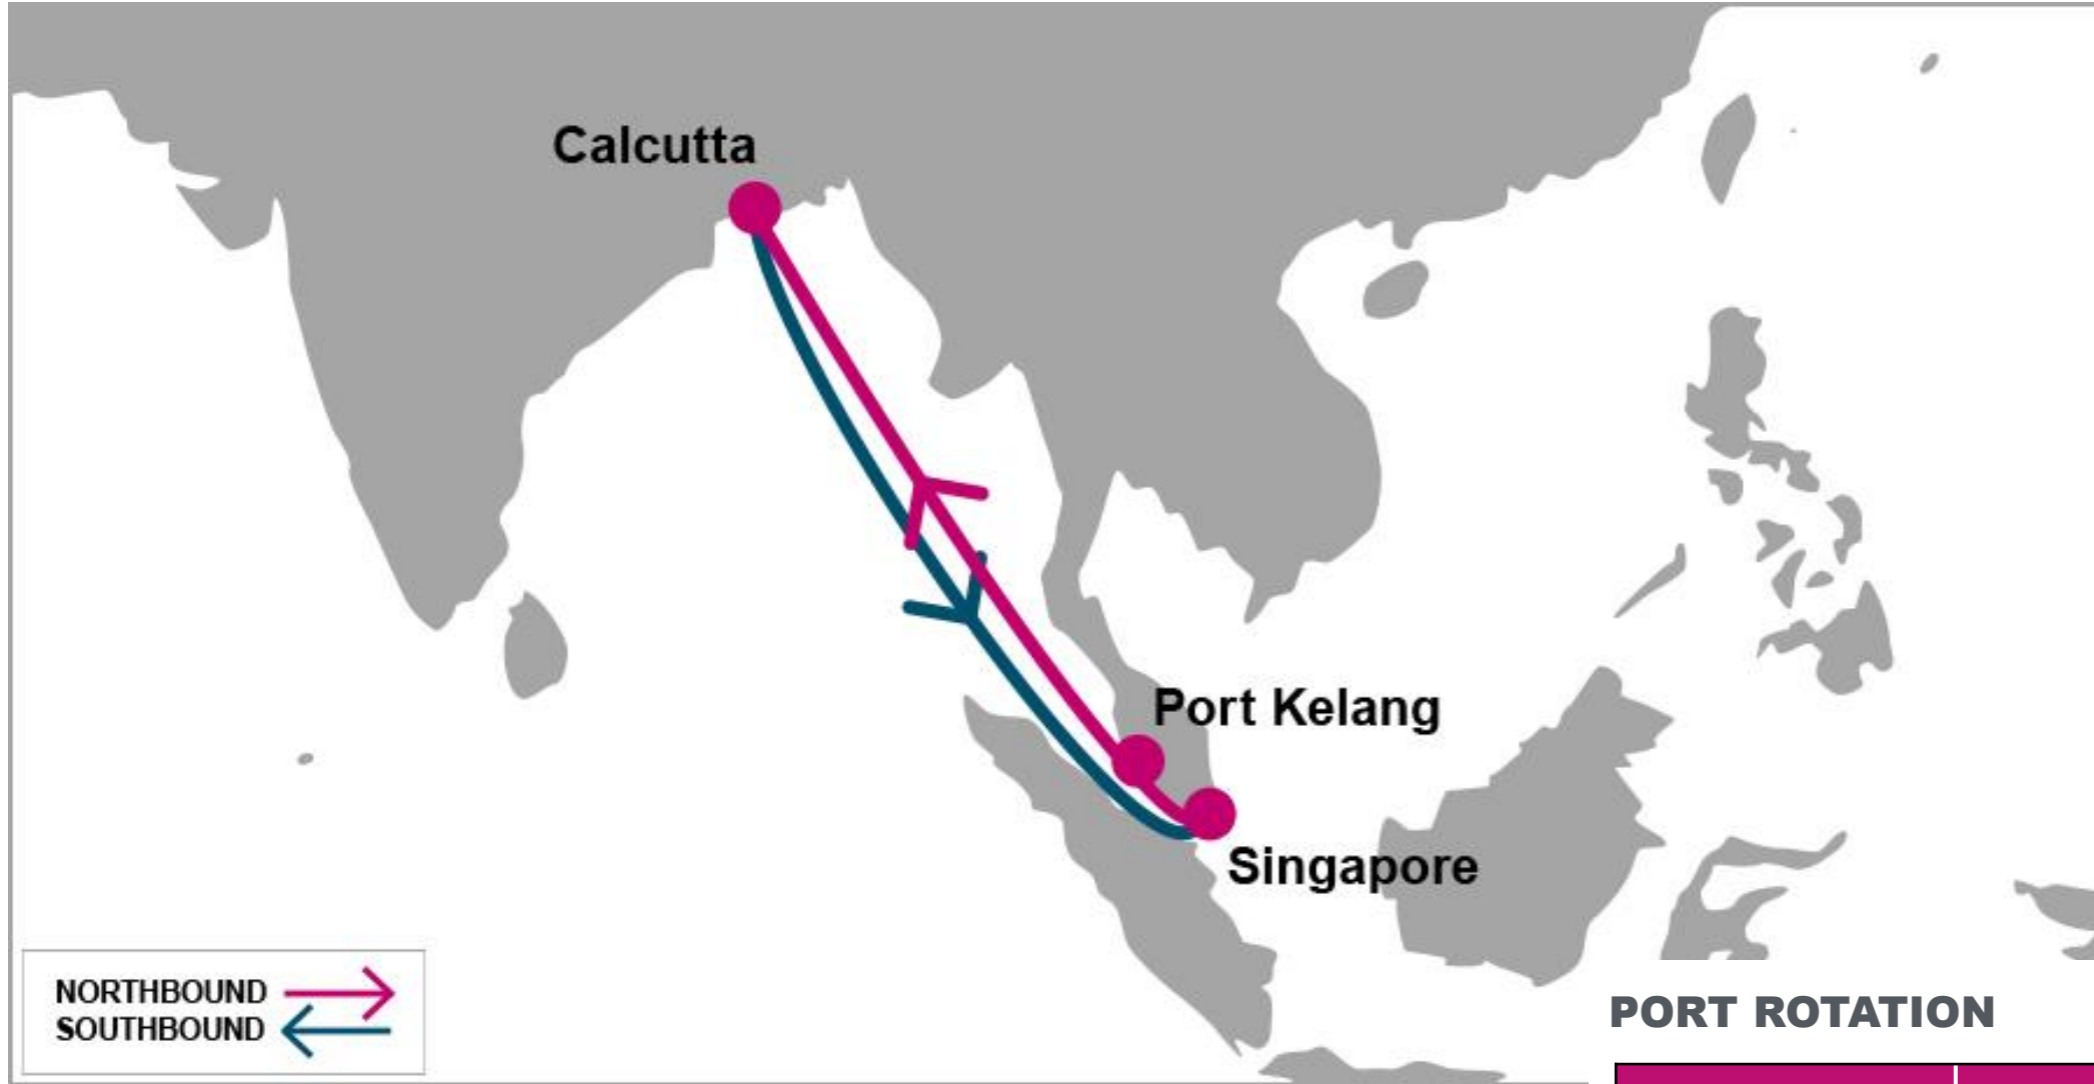 Calcutta
Port Kelang
Singapore
NORTHBOUND
SOUTHBOUND
PORT ROTATION